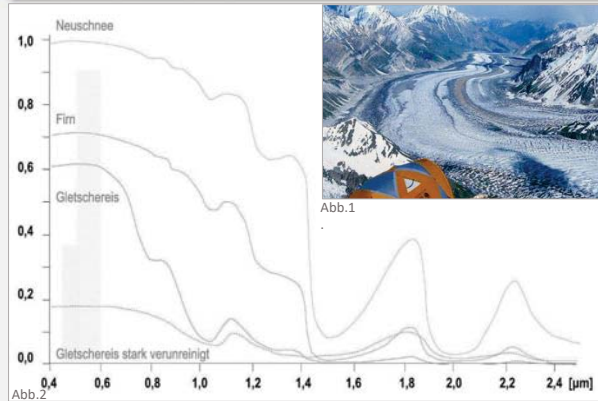 Neuschnee
1,0
0,8
Firn
0,6
Gletschereis
Abb.1
.
0,4
0,2
Gletschereis stark verunreinigt
0,0
0,4 0,6 0,8 1,0 1,2 1,4 1,6 1,8 2,0 2,2 2,4 [µm]
Abb.2